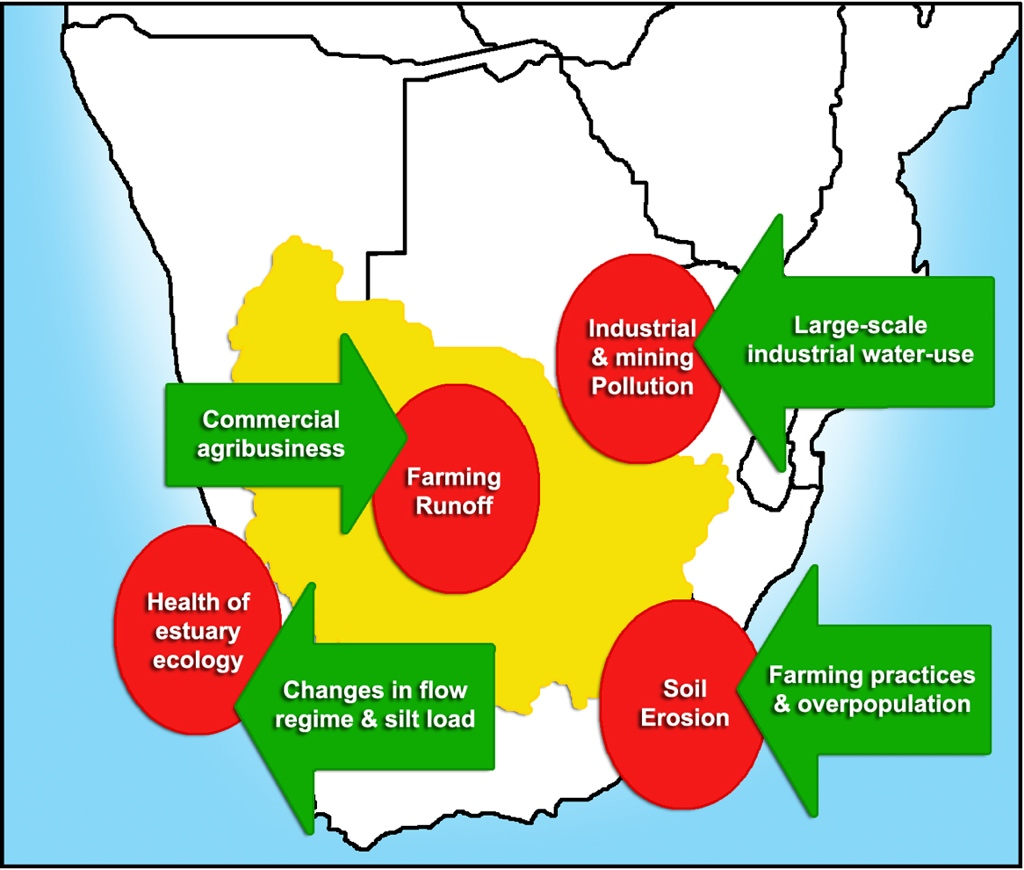 Industrial
& mining
Pollution
Large-scale
industrial water-use
Commercial
agribusiness
Farming
Runoff
Health of
estuary
ecology
Changes in flow
regime & silt load
Soil
Erosion
Farming practices
& overpopulation